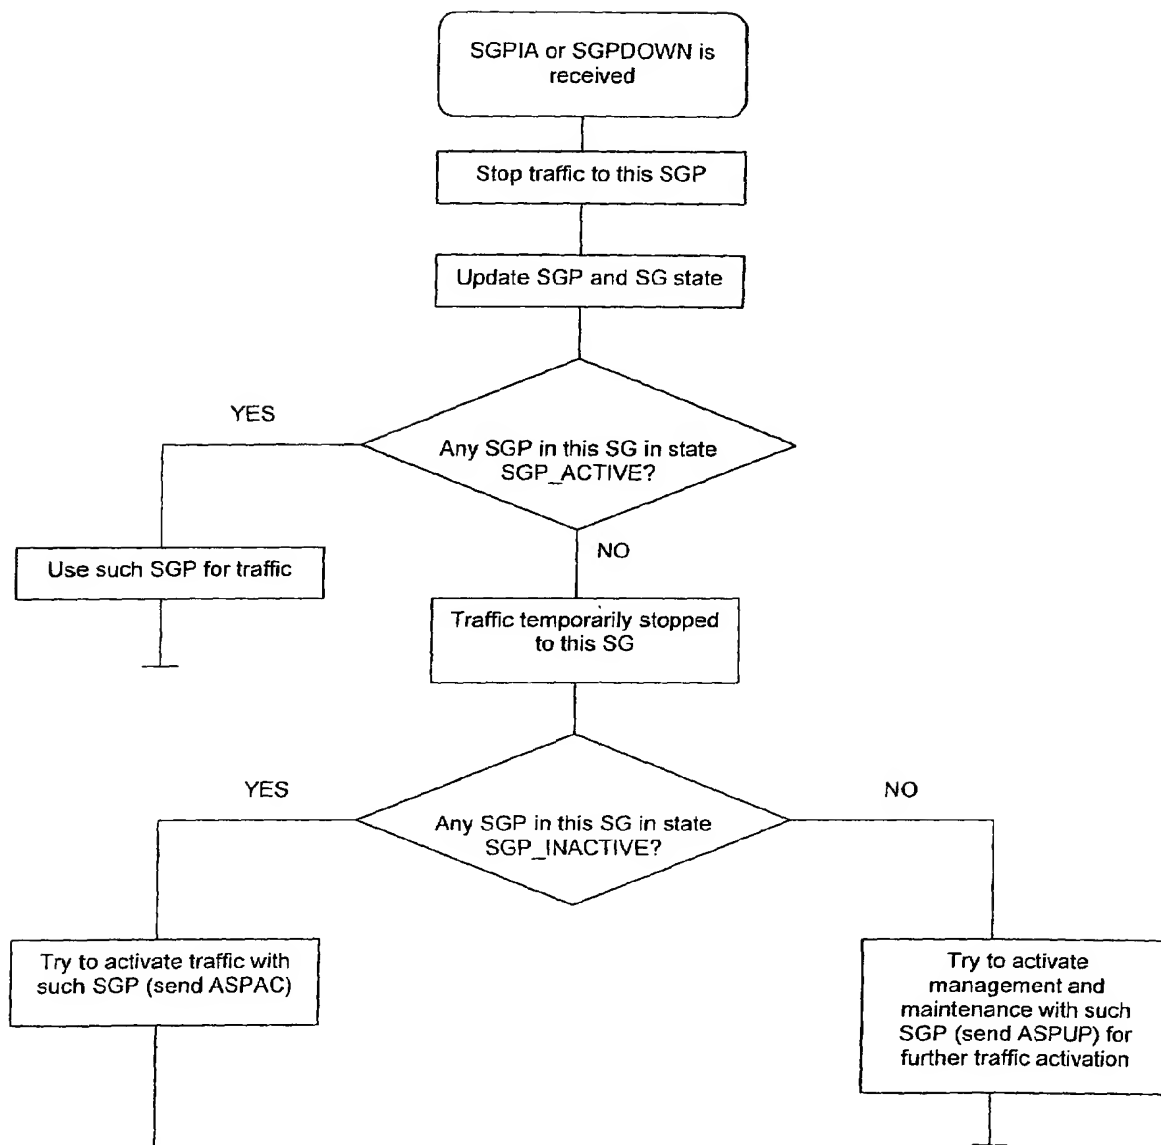 SGPIA or SGPDOWN is
received
Stop traffic to this SGP
Update SGP and SG state
YES
Any SGP in this SG in state
SGP_ACTIVE?
NO
Use such SGP for traffic
Traffic temporarily stopped
to this SG
YES
NO
Any SGP in this SG in state
SGP_INACTIVE?
Try to activate traffic with
such SGP (send ASPAC)
Try to activate
management and
maintenance with such
SGP (send ASPUP) for
further traffic activation